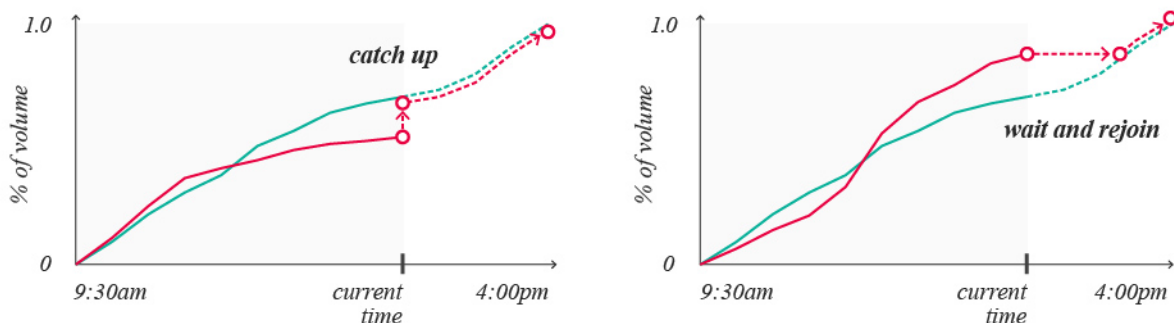 1.0
catch up
% of volume
0
9:30am
current
time
4:00pm
1.0
wait and rejoin
% of volume
0
9:30am
current
time
4:00pm